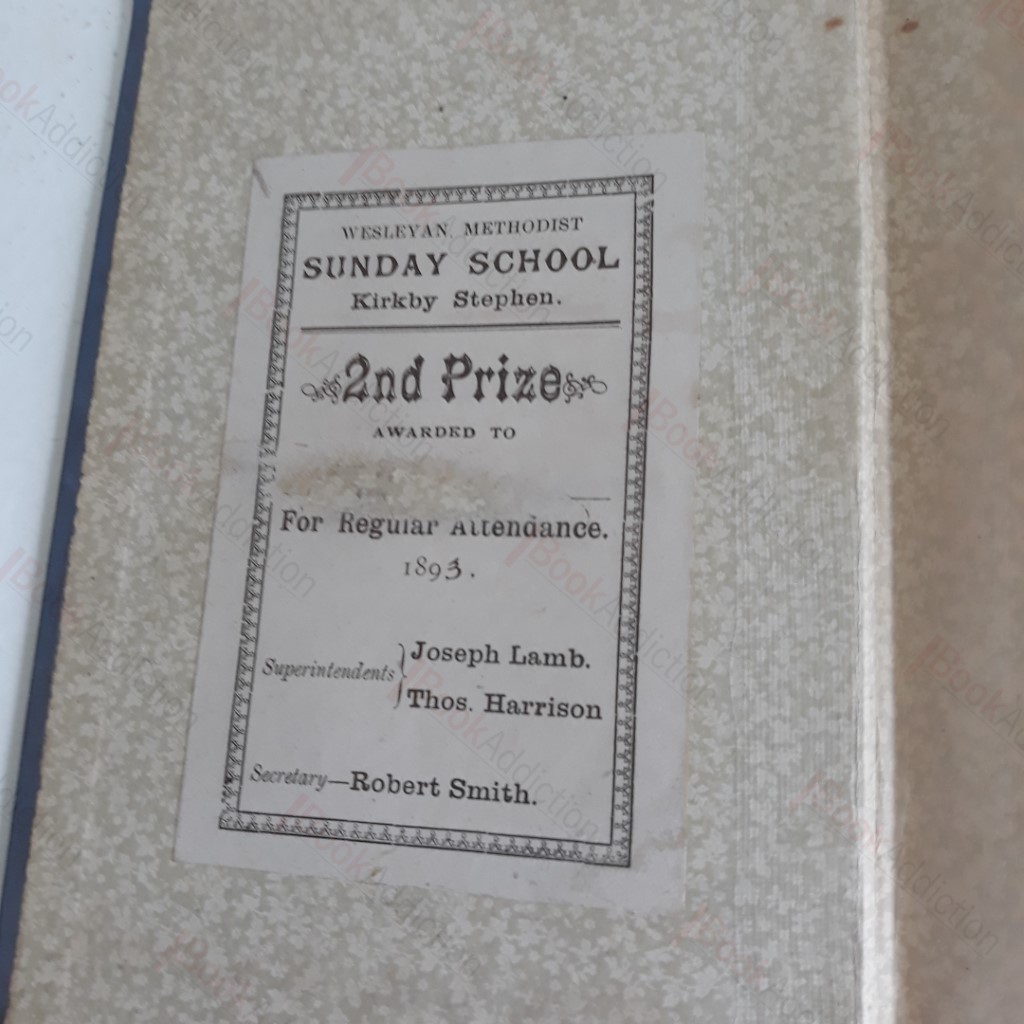 WESLEYAN METHODIST
SUNDAY SCHOOL
Kirkby Stephen.
2nd Prize
AWARDED TO
For Regular Attendance.
1893.
Superintendents } Joseph Lamb.
Thos. Harrison
Secretary—Robert Smith.
BookAddiction